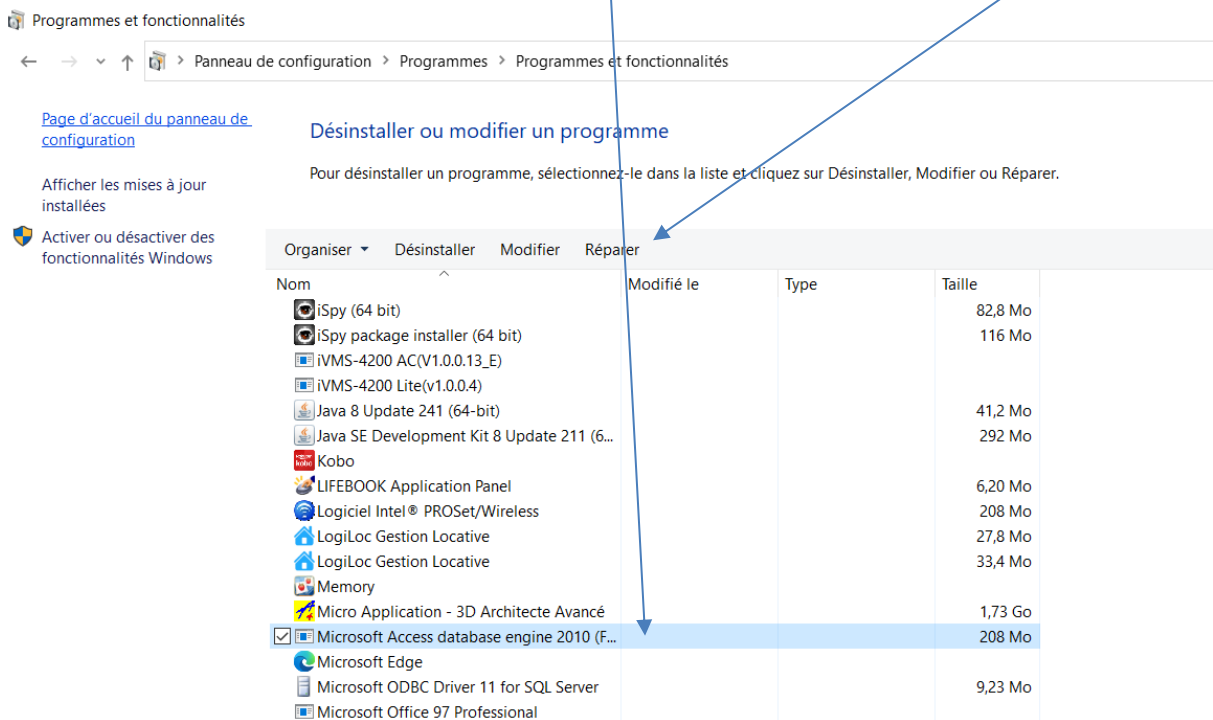 Programmes et fonctionnalités
Panneau de configuration > Programmes > Programmes et fonctionnalités
Page d'accueil du panneau de
configuration
Afficher les mises à jour
installées
Activer ou désactiver des
fonctionnalités Windows
Désinstaller ou modifier un programme
Pour désinstaller un programme, sélectionnez-le dans la liste et cliquez sur Désinstaller, Modifier ou Réparer.
Organiser Désinstaller Modifier Réparer
Nom Modifié le Type Taille
iSpy (64 bit) 82,8 Mo
iSpy package installer (64 bit) 116 Mo
iVMS-4200 AC(V1.0.0.13_E)
iVMS-4200 Lite(v1.0.0.4)
Java 8 Update 241 (64-bit) 41,2 Mo
Java SE Development Kit 8 Update 211 (6... 292 Mo
Kobo
LIFEBOOK Application Panel 6,20 Mo
Logiciel Intel® PROSet/Wireless 208 Mo
LogiLoc Gestion Locative 27,8 Mo
LogiLoc Gestion Locative 33,4 Mo
Memory
Micro Application - 3D Architecte Avancé 1,73 Go
Microsoft Access database engine 2010 (F... 208 Mo
Microsoft Edge
Microsoft ODBC Driver 11 for SQL Server 9,23 Mo
Microsoft Office 97 Professional